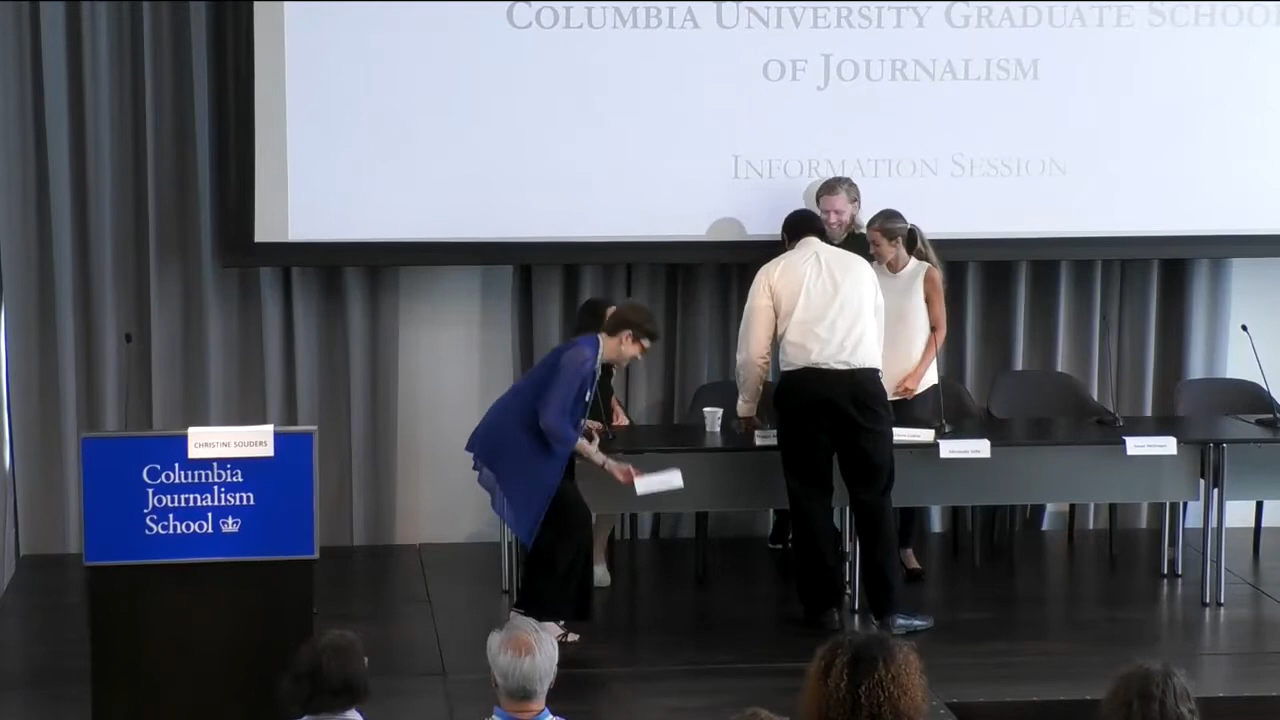 COLUMBIA UNIVERSITY GRADUATE SCHOOL
OF JOURNALISM
INFORMATION SESSION
CHRISTINE SOUDERS
Columbia
Journalism
School